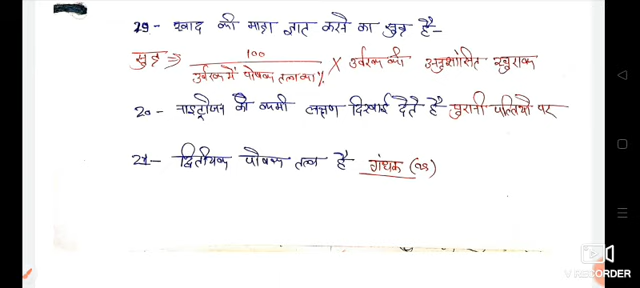 19- खाद की मात्रा ज्ञात करने का सूत्र है-
सुत्र ⇒ 100 / उर्वरक में पोषक तत्व का % × उर्वरक की अनुशंसित खुराक
20- नाइट्रोजन की कमी लक्षण दिखाई देते है पुरानी पत्तियो पर
21- द्वितीयक पोषक तत्व है गंधक
V RECORDER